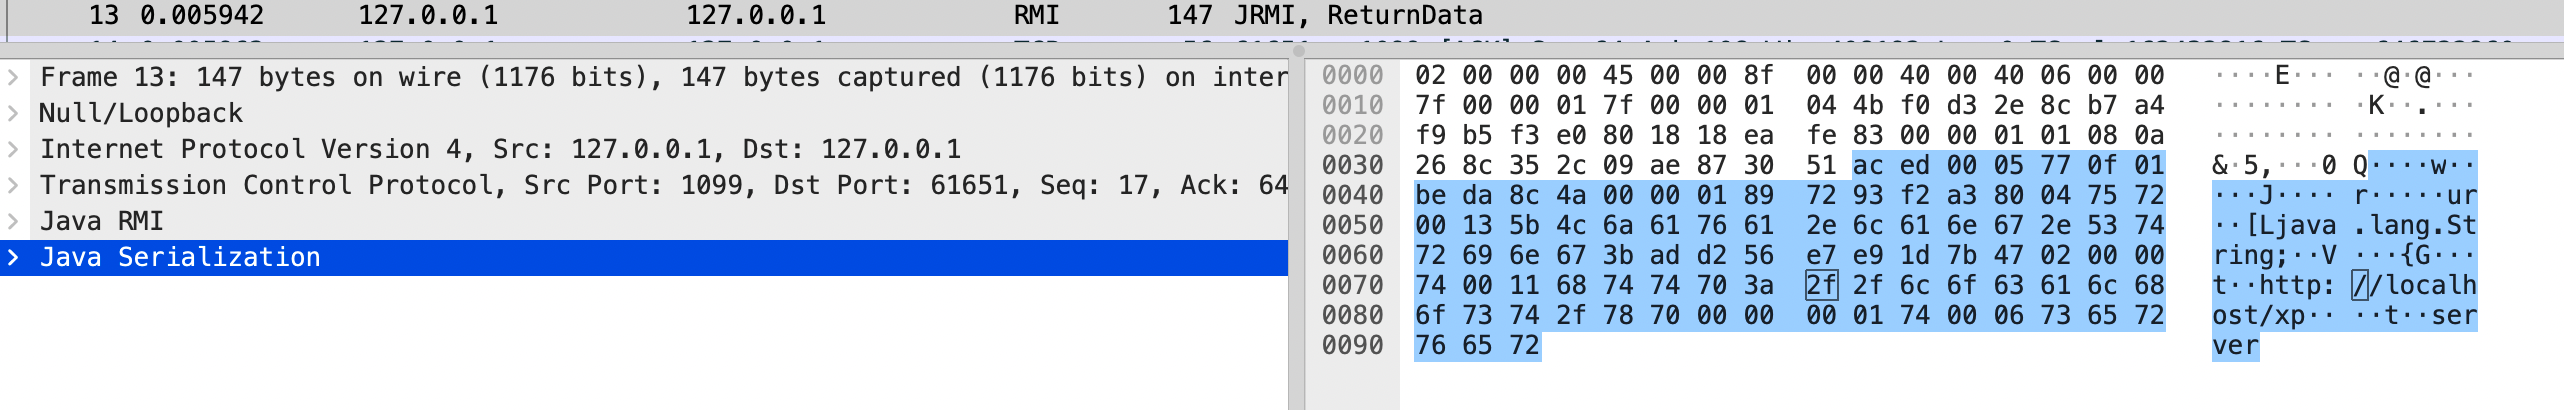 13 0.005942 127.0.0.1 127.0.0.1 RMI 147 JRMI, ReturnData
Frame 13: 147 bytes on wire (1176 bits), 147 bytes captured (1176 bits) on inter
Null/Loopback
Internet Protocol Version 4, Src: 127.0.0.1, Dst: 127.0.0.1
Transmission Control Protocol, Src Port: 1099, Dst Port: 61651, Seq: 17, Ack: 64
Java RMI
Java Serialization
0000 02 00 00 00 45 00 00 8f 00 00 40 00 40 06 00 00 ····E··· ··@·@···
0010 7f 00 00 01 7f 00 00 01 04 4b f0 d3 2e 8c b7 a4 ········ ·K··.···
0020 f9 b5 f3 e0 80 18 18 ea fe 83 00 00 01 01 08 0a ········ ········
0030 26 8c 35 2c 09 ae 87 30 51 ac ed 00 05 77 0f 01 &·5,···0 Q····w··
0040 be da 8c 4a 00 00 01 89 72 93 f2 a3 80 04 75 72 ···J···· r·····ur
0050 00 13 5b 4c 6a 61 76 61 2e 6c 61 6e 67 2e 53 74 ··[Ljava .lang.St
0060 72 69 6e 67 3b ad d2 56 e7 e9 1d 7b 47 02 00 00 ring;··V ···{G···
0070 74 00 11 68 74 74 70 3a 2f 2f 6c 6f 63 61 6c 68 t··http: //localh
0080 6f 73 74 2f 78 70 00 00 00 01 74 00 06 73 65 72 ost/xp·· ··t··ser
0090 76 65 72 ver